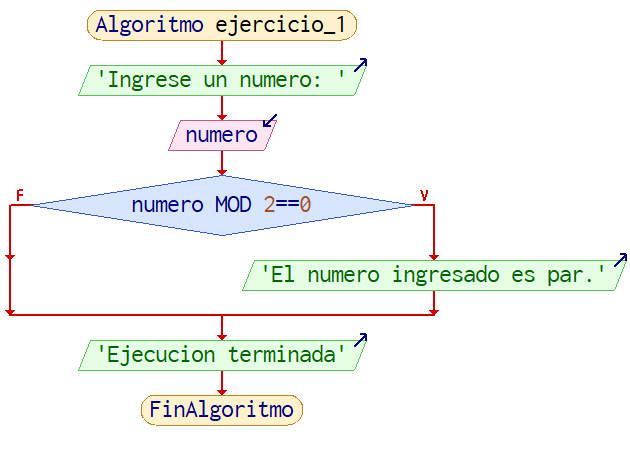 Algoritmo ejercicio_1
'Ingrese un numero: '
numero
F
V
numero MOD 2==0
'El numero ingresado es par.'
'Ejecucion terminada'
FinAlgoritmo